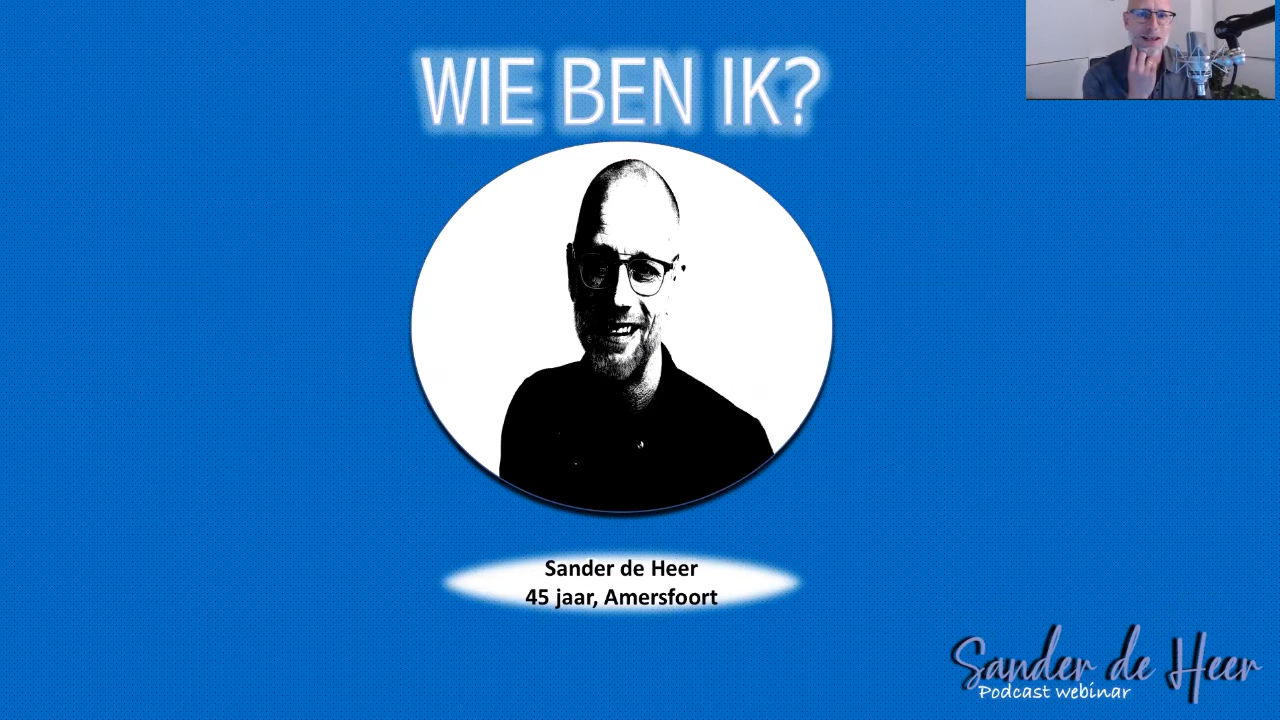 WIE BEN IK?
Sander de Heer
45 jaar, Amersfoort
Sander de Heer
Podcast webinar